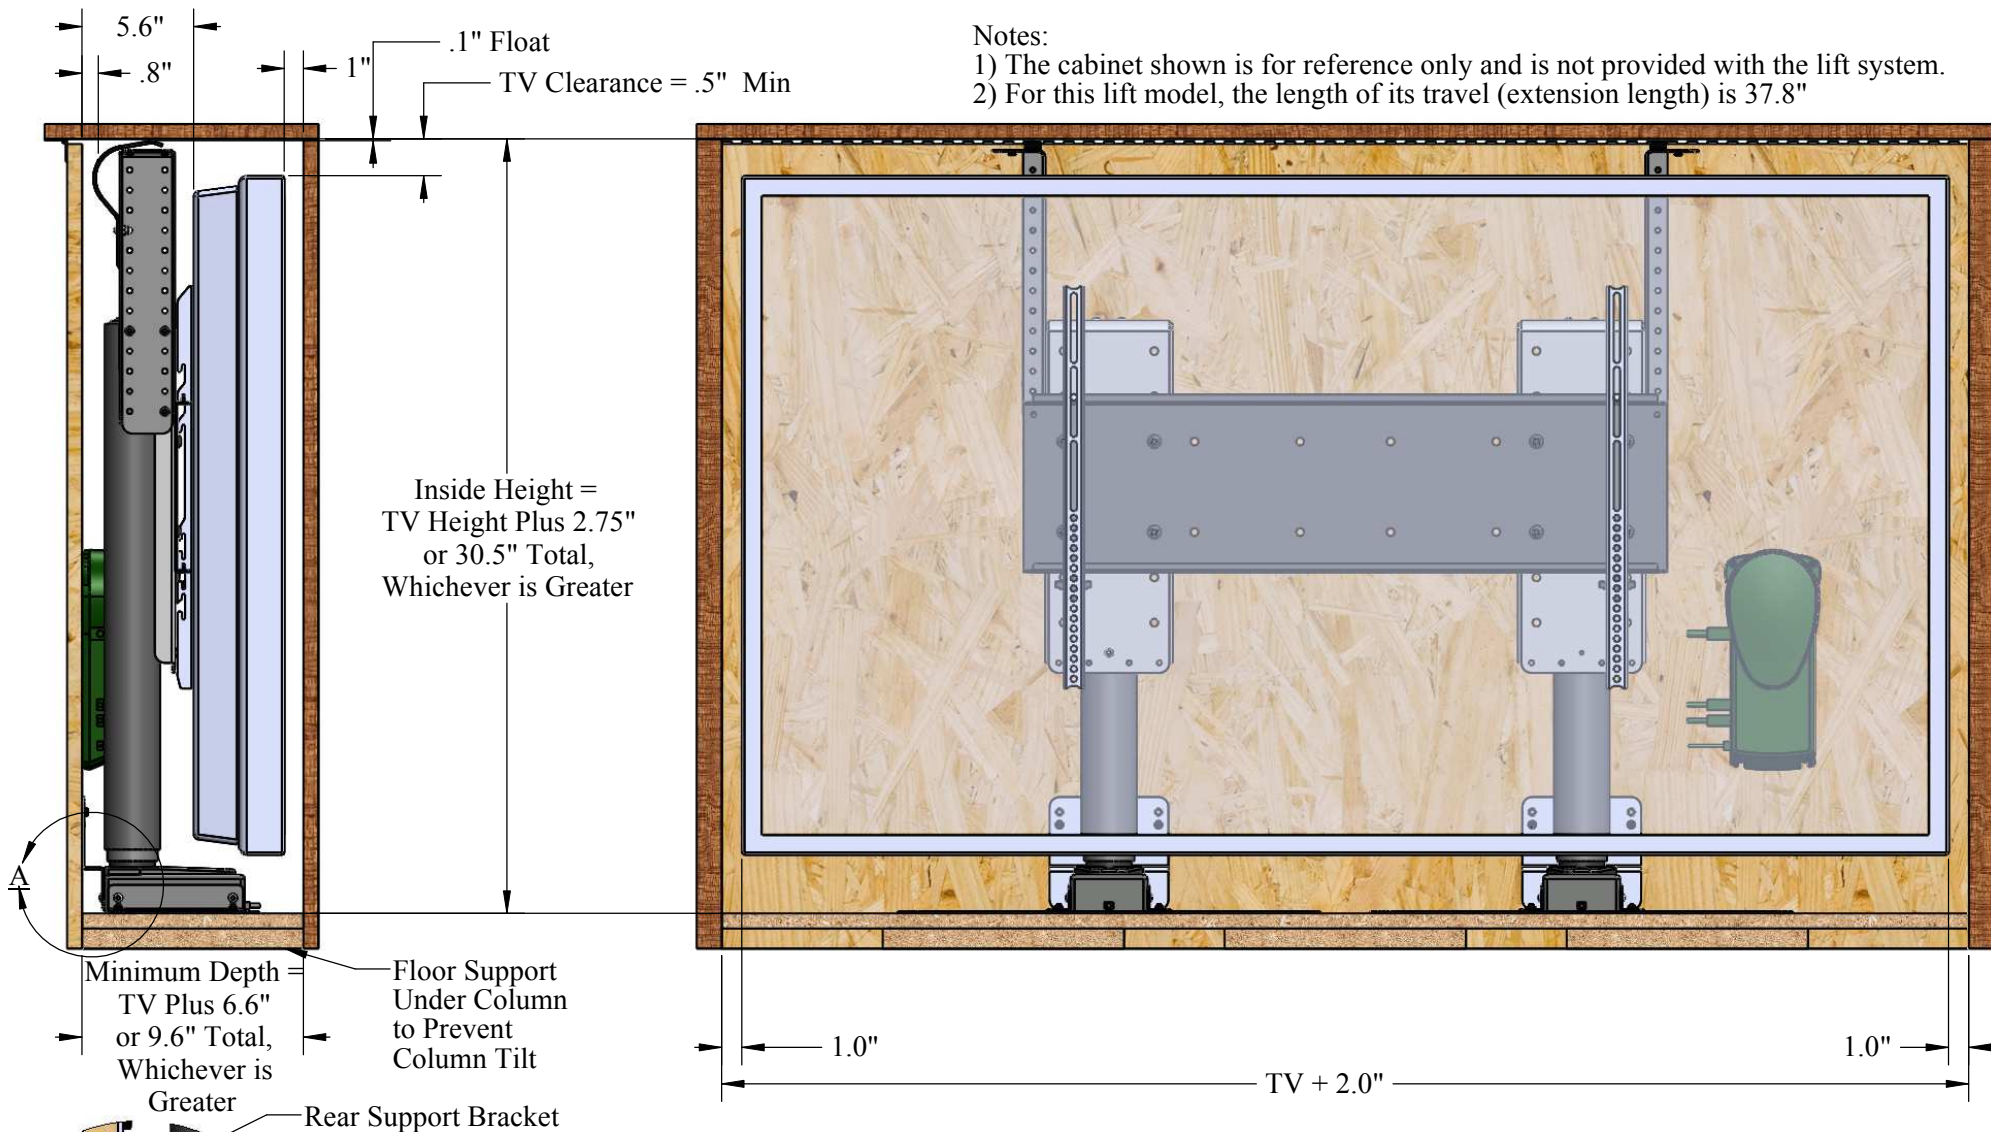 5.6"
.8"
1"
.1" Float
TV Clearance = .5"  Min
Notes:
1) The cabinet shown is for reference only and is not provided with the lift system.
2) For this lift model, the length of its travel (extension length) is 37.8"
Inside Height =
TV Height Plus 2.75"
or 30.5" Total,
Whichever is Greater
A
Minimum Depth =
TV Plus 6.6"
or 9.6" Total,
Whichever is
Greater
Floor Support
Under Column
to Prevent
Column Tilt
1.0"
1.0"
TV + 2.0"
Rear Support Bracket